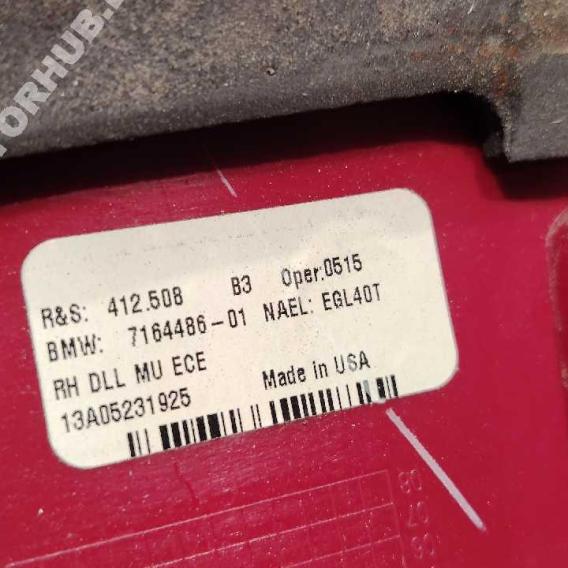 R&S: 412.508 B3 Oper:0515
BMW: 7164486-01 NAEL: EGL40T
RH DLL MU ECE
13A05231925 Made in USA